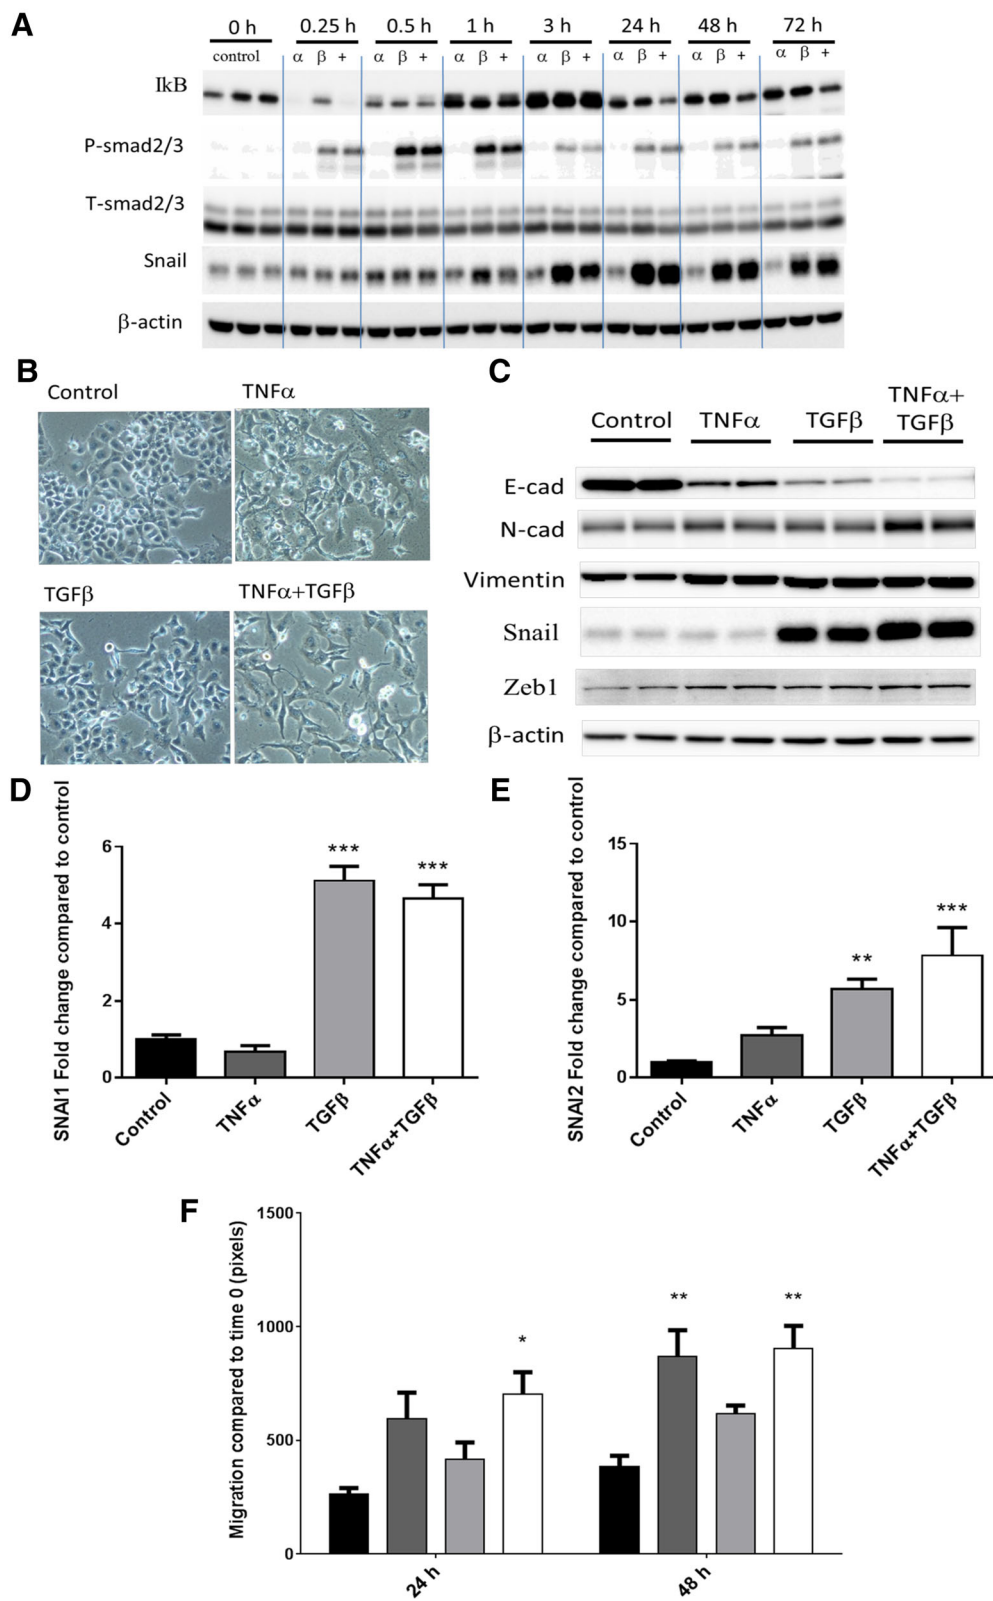 A
0 h 0.25 h 0.5 h 1 h 3 h 24 h 48 h 72 h
control α β + α β + α β + α β + α β + α β + α β +
IkB
P-smad2/3
T-smad2/3
Snail
β-actin
B
Control TNFα
TGFβ TNFα+TGFβ
C
Control TNFα TGFβ TNFα+
TGFβ
E-cad
N-cad
Vimentin
Snail
Zeb1
β-actin
D
SNAI1 Fold change compared to control
6
4
2
0
Control TNFα TGFβ TNFα+TGFβ
*** ***
E
SNAI2 Fold change compared to control
15
10
5
0
Control TNFα TGFβ TNFα+TGFβ
** ***
F
Migration compared to time 0 (pixels)
1500
1000
500
0
* ** **
24 h 48 h